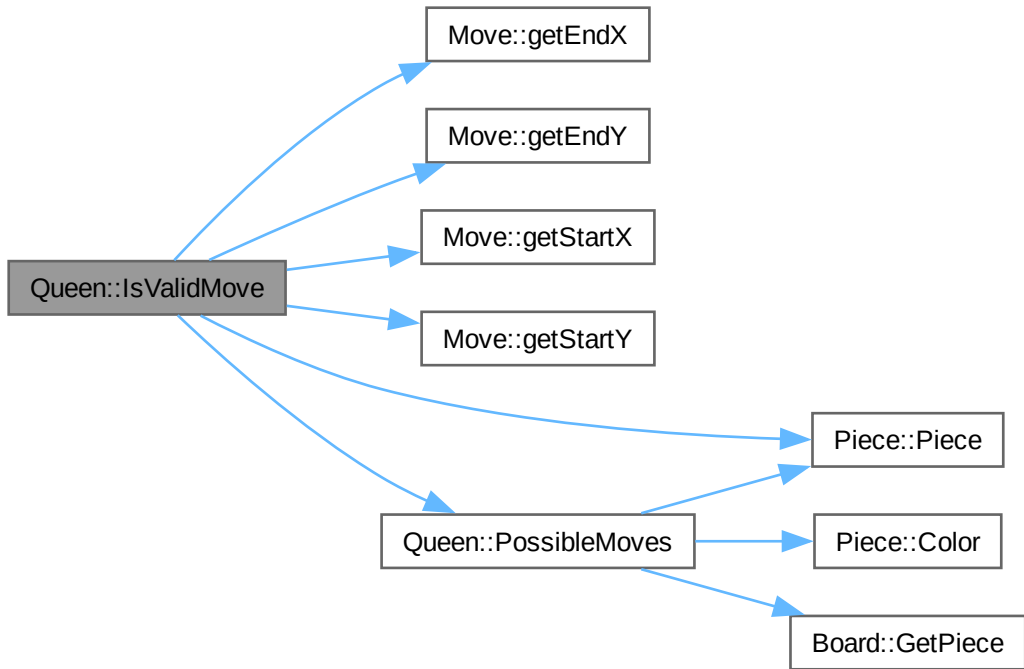 Move::getEndX
Move::getEndY
Move::getStartX
Queen::IsValidMove
Move::getStartY
Piece::Piece
Queen::PossibleMoves
Piece::Color
Board::GetPiece